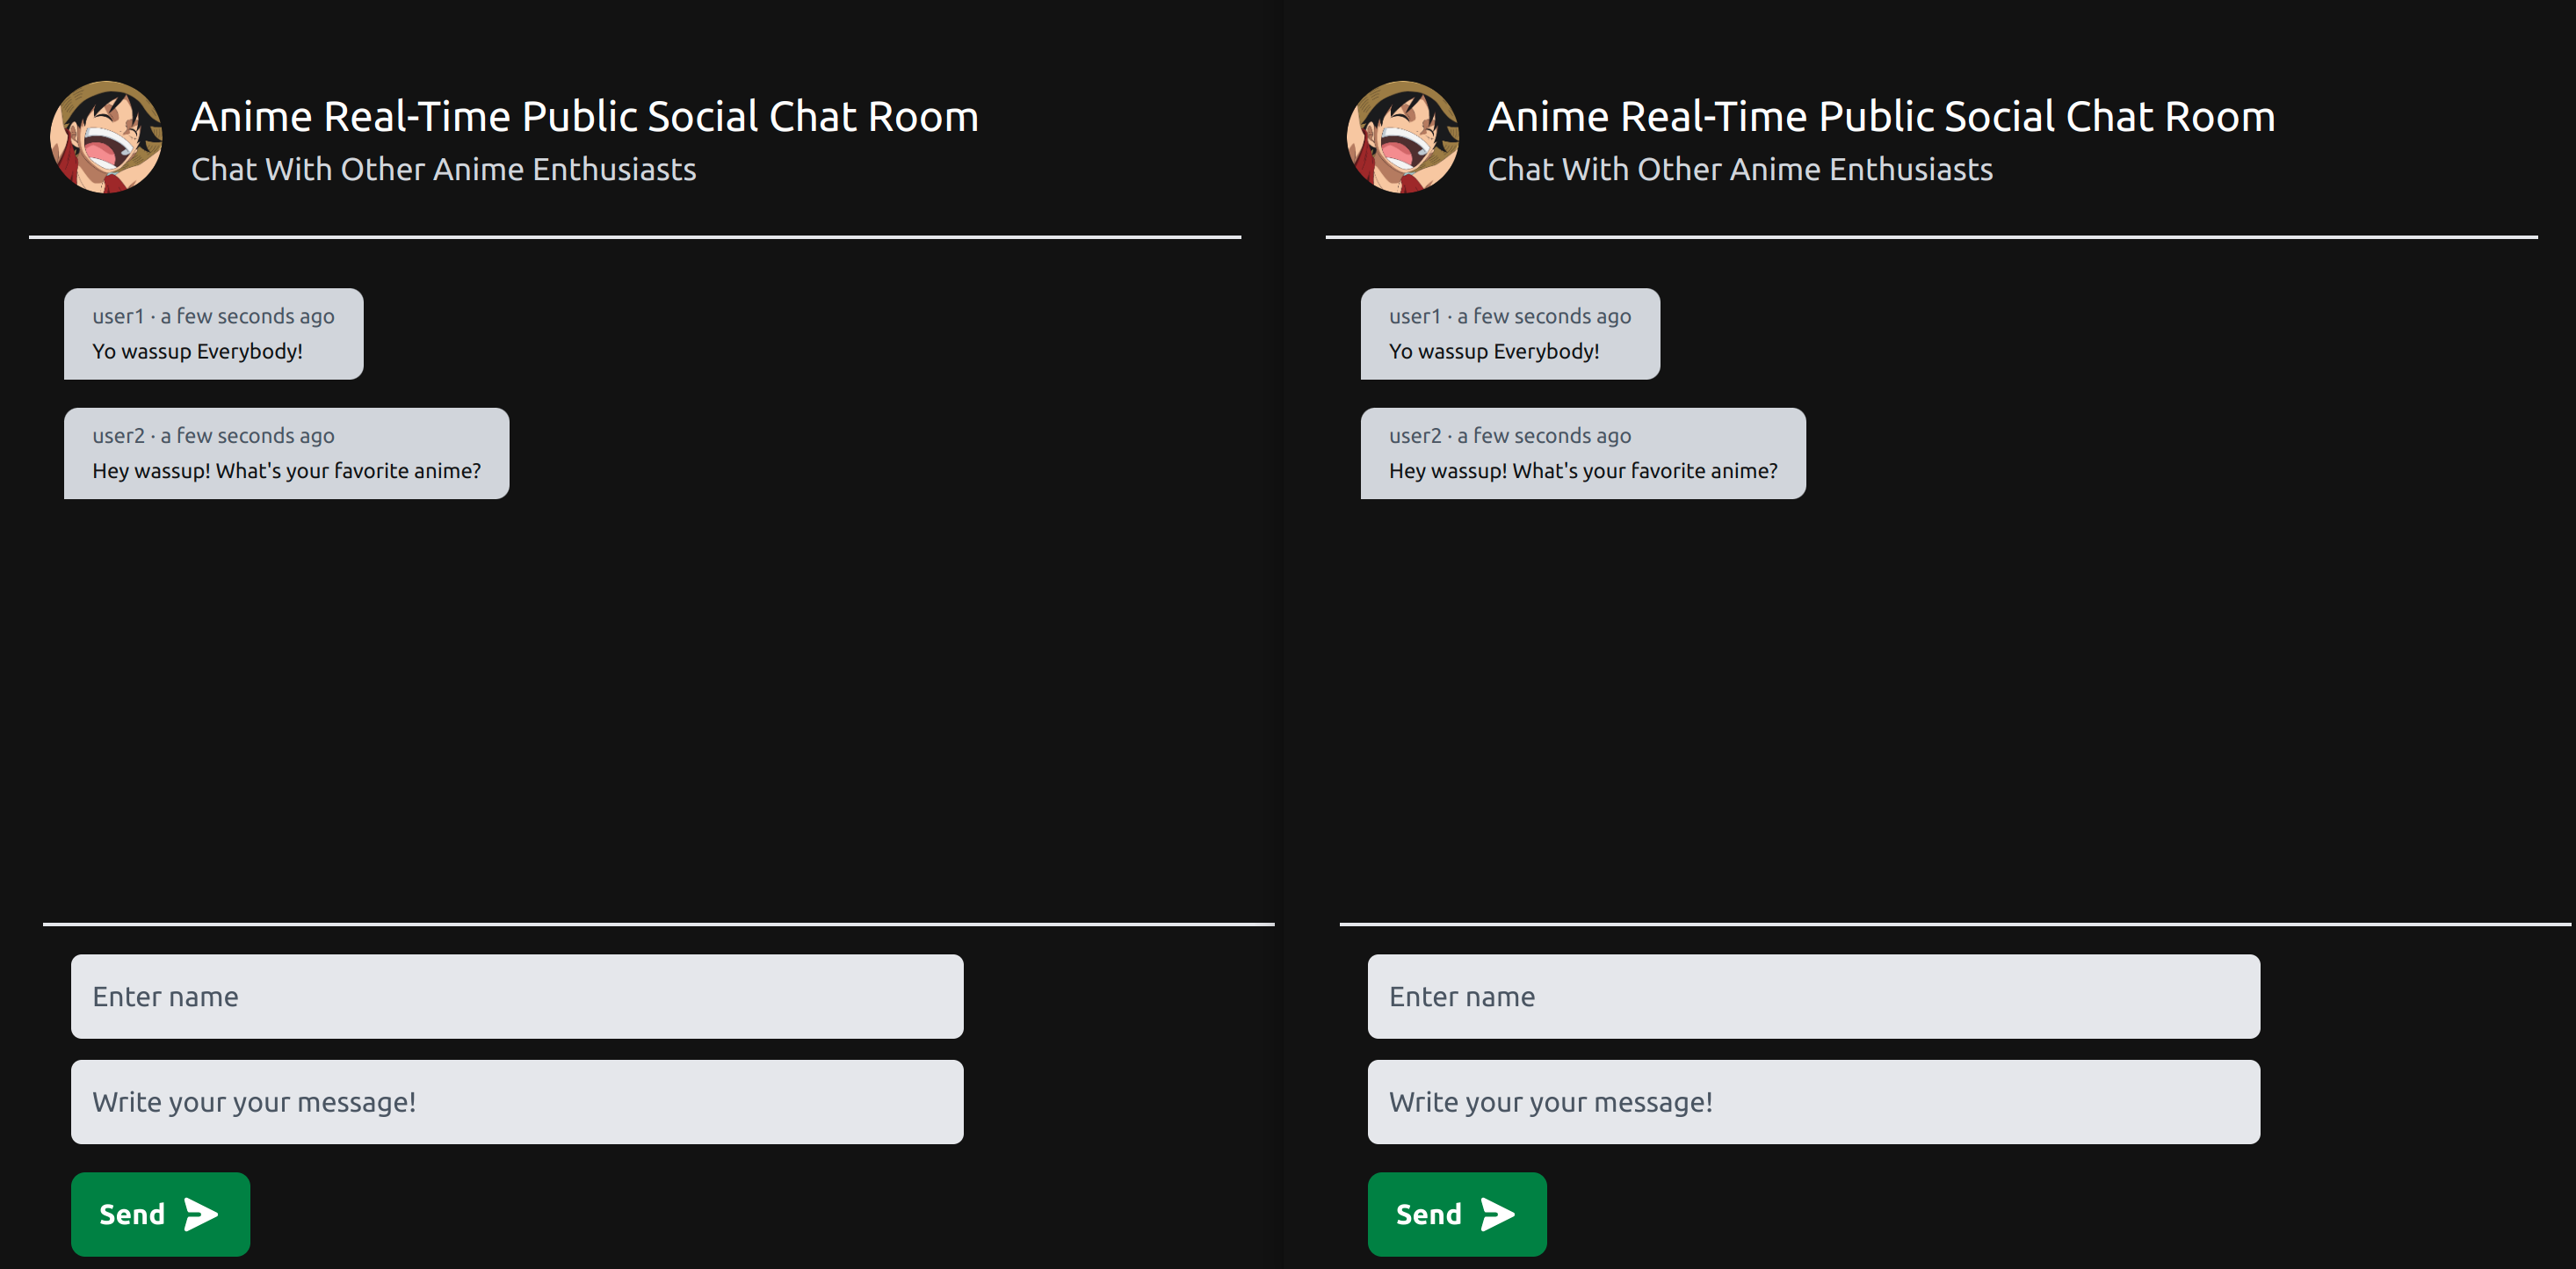 Anime Real-Time Public Social Chat Room
Chat With Other Anime Enthusiasts
user1 · a few seconds ago
Yo wassup Everybody!
user2 · a few seconds ago
Hey wassup! What's your favorite anime?
Enter name
Write your your message!
Send
Anime Real-Time Public Social Chat Room
Chat With Other Anime Enthusiasts
user1 · a few seconds ago
Yo wassup Everybody!
user2 · a few seconds ago
Hey wassup! What's your favorite anime?
Enter name
Write your your message!
Send